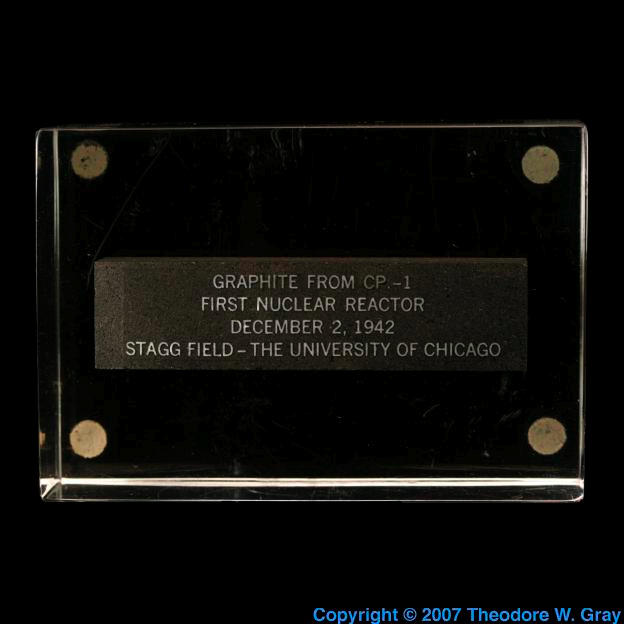 GRAPHITE FROM CP.-1
FIRST NUCLEAR REACTOR
DECEMBER 2, 1942
STAGG FIELD – THE UNIVERSITY OF CHICAGO
Copyright © 2007 Theodore W. Gray